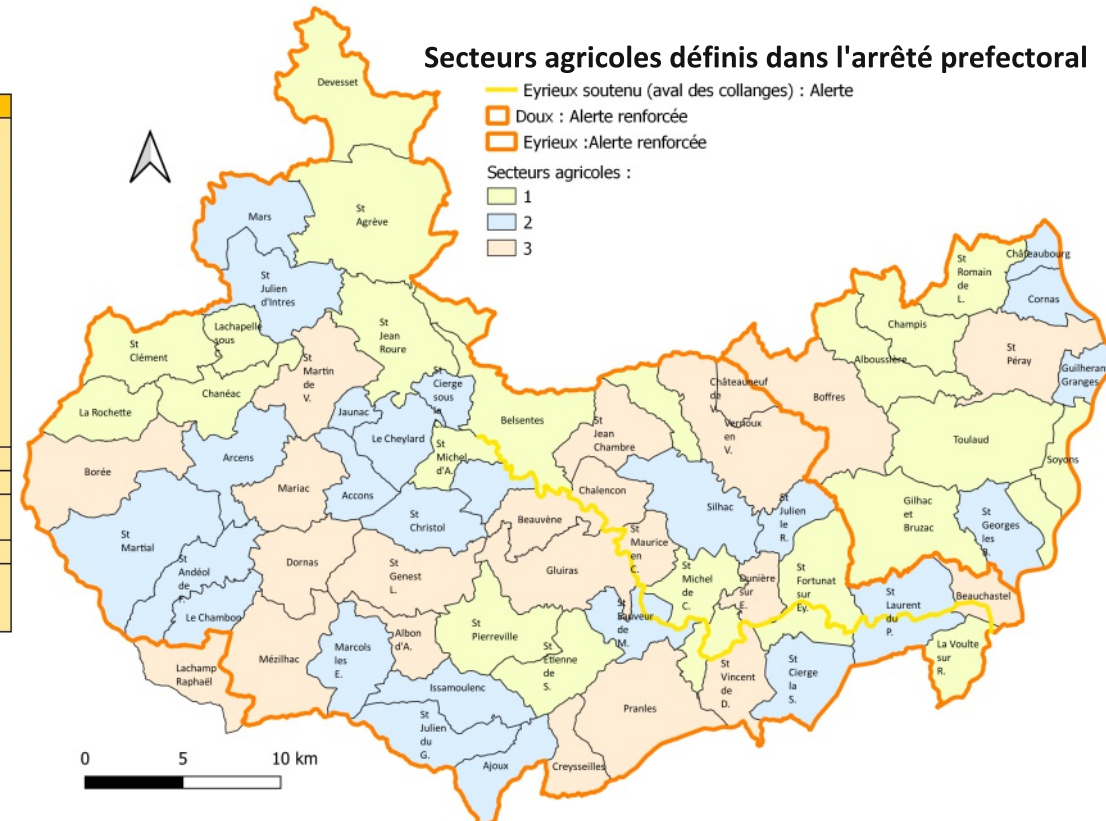 Secteurs agricoles définis dans l'arrêté prefectoral
Eyrieux soutenu (aval des collanges) : Alerte
Doux : Alerte renforcée
Eyrieux :Alerte renforcée
Secteurs agricoles :
1
2
3
Devesset
St
Agrève
Mars
St
Julien
d'Intres
St
Clément
Lachapelle
sous
St
Jean
Roure
St
Martin
de
V.
Chanéac
La Rochette
Borée
Arcens
Jaunac
Le Cheylard
St
Cierge
sous
le
St
Michel
d'A.
Belsentes
Mariac
Accons
St
Christol
St
Martial
St
Andéol
de
F.
Le Chambon
Dornas
St
Genest
L.
Beauvène
Gluiras
Chalencon
St
Jean
Chambre
Châteauneuf
de
V.
Vernoux
en
V.
Boffres
St
Romain
de
L.
Châteaubourg
Cornas
Champis
Alboussière
St
Péray
Guilheran
Granges
Toulaud
Soyons
Gilhac
et
Bruzac
St
Georges
les
B.
Silhac
St
Julien
le
R.
St
Maurice
en
C.
St
Michel
de
C.
Dunière
sur
E.
St
Fortunat
sur
Ey.
St
Laurent
du
P.
Beauchastel
La Voulte
sur
R.
St
Cierge
la
S.
St
Vincent
de
D.
St
Sauveur
de
M.
Pranles
St
Pierreville
St
Etienne
de
S.
Albon
d'A.
Marcols
les
E.
Mézilhac
Lachamp
Raphaël
Issamoulenc
St
Julien
du
G.
Ajoux
Creysseilles
0 5 10 km